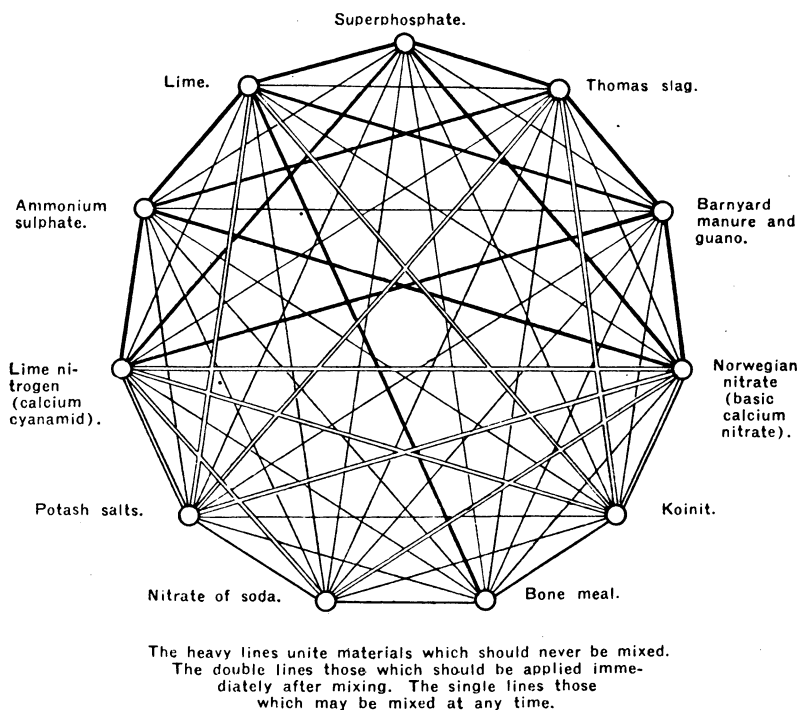 Superphosphate.
Lime.
Thomas slag.
Ammonium
sulphate.
Barnyard
manure and
guano.
Lime ni-
trogen
(calcium
cyanamid).
Norwegian
nitrate
(basic
calcium
nitrate).
Potash salts.
Koinit.
Nitrate of soda.
Bone meal.
The heavy lines unite materials which should never be mixed.
The double lines those which should be applied imme-
diately after mixing. The single lines those
which may be mixed at any time.